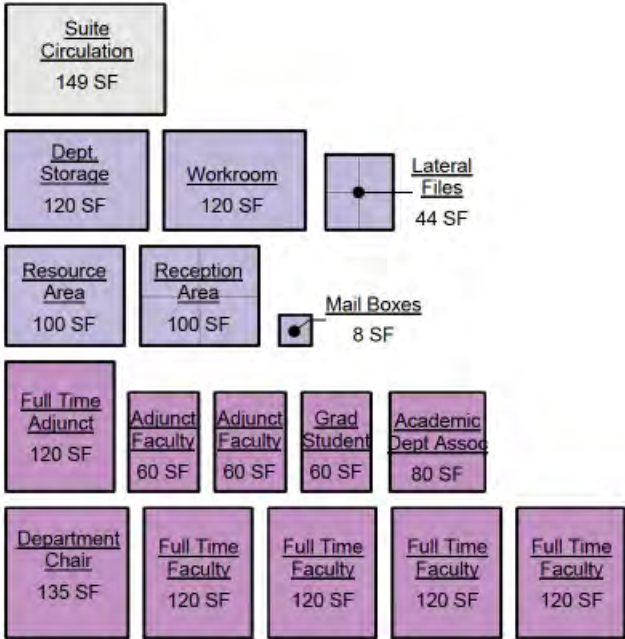 Suite
Circulation
149 SF
Dept.
Storage
120 SF
Workroom
120 SF
Lateral
Files
44 SF
Resource
Area
100 SF
Reception
Area
100 SF
Mail Boxes
8 SF
Full Time
Adjunct
120 SF
Adjunct
Faculty
60 SF
Adjunct
Faculty
60 SF
Grad
Student
60 SF
Academic
Dept Assoc
80 SF
Department
Chair
135 SF
Full Time
Faculty
120 SF
Full Time
Faculty
120 SF
Full Time
Faculty
120 SF
Full Time
Faculty
120 SF